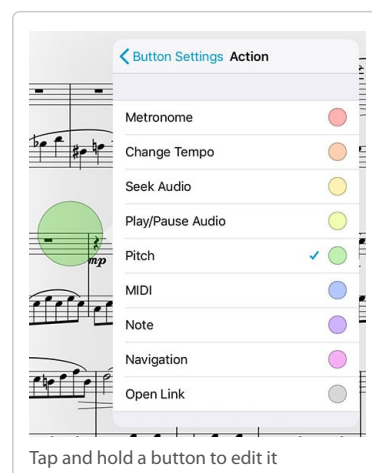 Button Settings Action
Metronome
Change Tempo
Seek Audio
Play/Pause Audio
Pitch
mp
MIDI
Note
Navigation
Open Link
Tap and hold a button to edit it